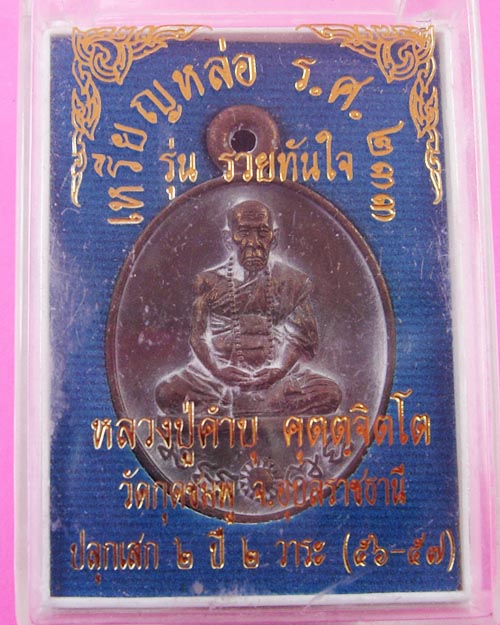 เหรียญหล่อ ร.ศ. ๒๓๓
รุ่น รวยทันใจ
หลวงปู่คำบุ คุตฺตจิตฺโต
วัดกุดชมพู จ.อุบลราชธานี
ปลุกเสก ๒ ปี ๒ วาระ (๕๖-๕๗)